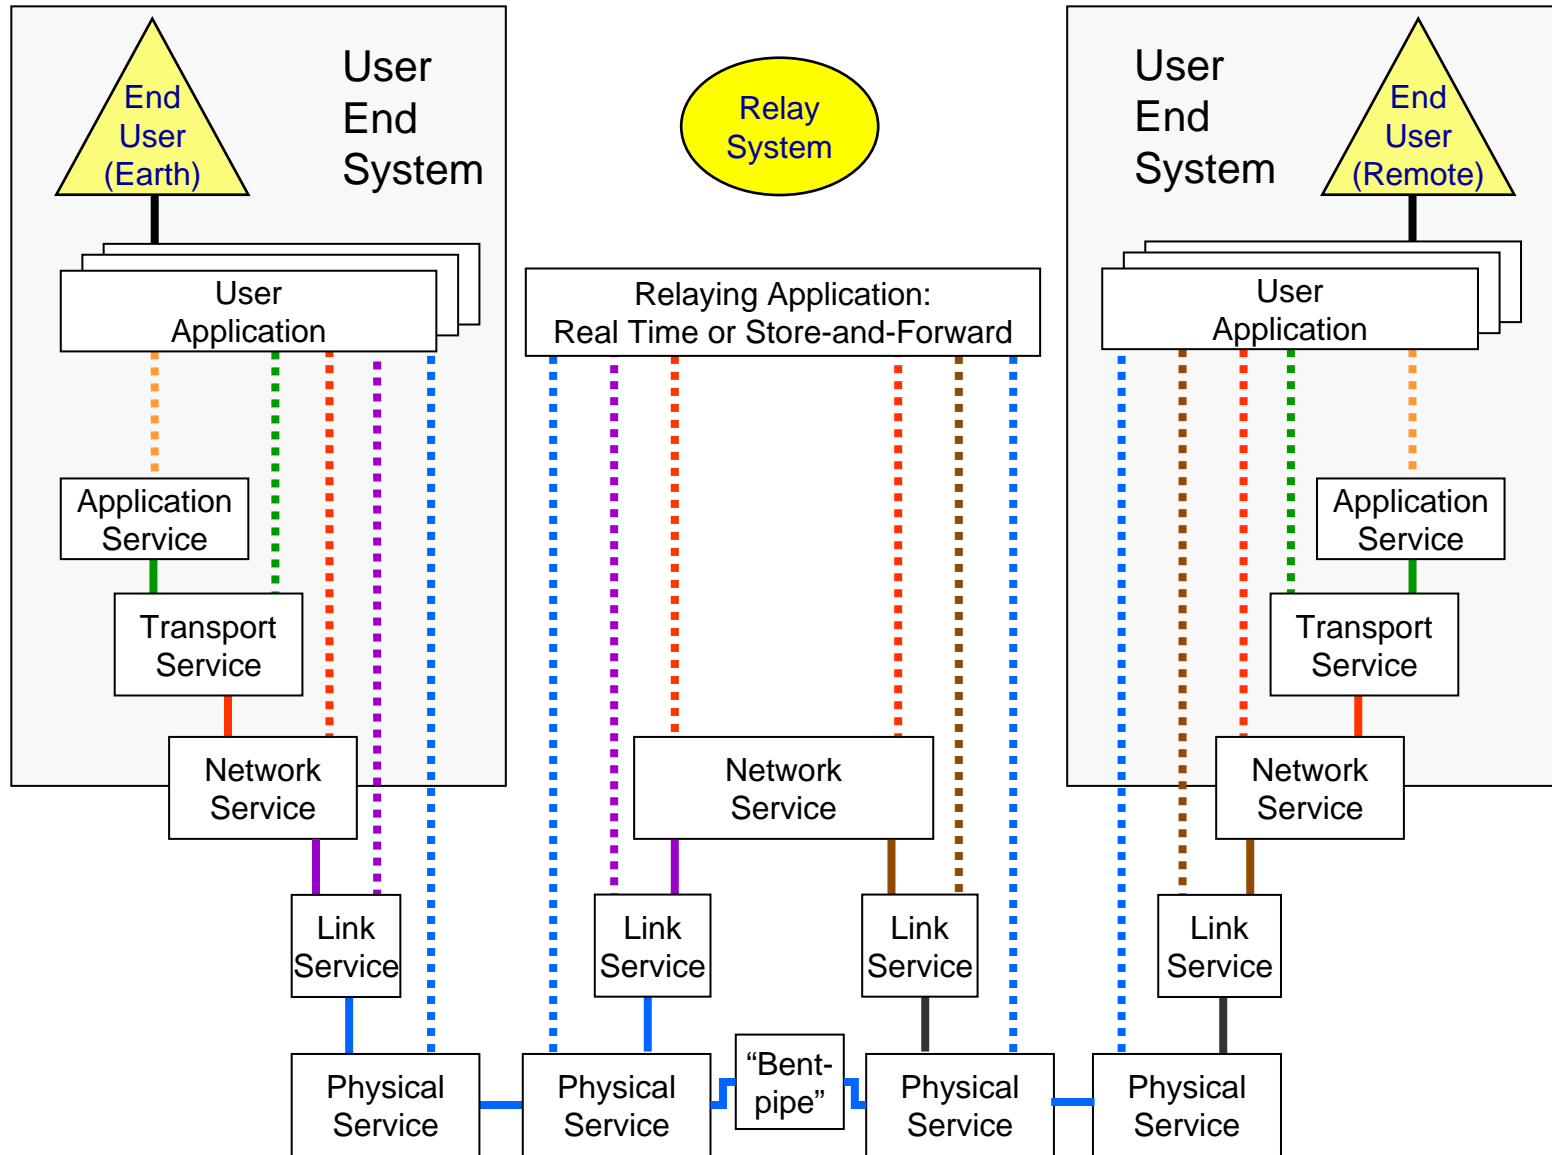 End
User
(Earth)
User
End
System
Relay
System
User
End
System
End
User
(Remote)
User
Application
Relaying Application:
Real Time or Store-and-Forward
User
Application
Application
Service
Application
Service
Transport
Service
Transport
Service
Network
Service
Network
Service
Network
Service
Link
Service
Link
Service
Link
Service
Link
Service
Physical
Service
Physical
Service
“Bent-
pipe”
Physical
Service
Physical
Service